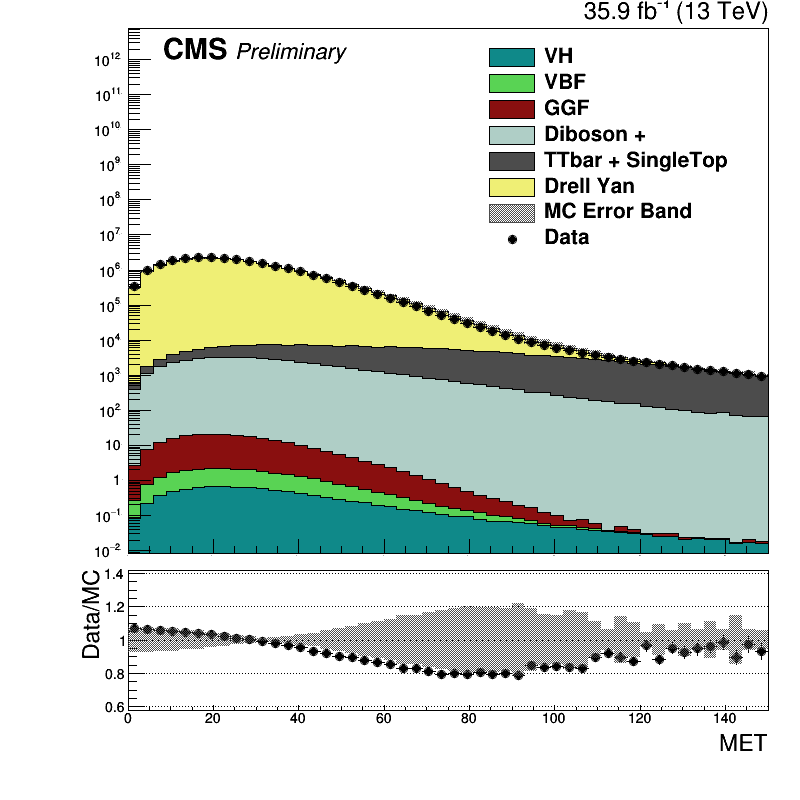 35.9 fb⁻¹ (13 TeV)
CMS Preliminary
VH
VBF
GGF
Diboson +
TTbar + SingleTop
Drell Yan
MC Error Band
Data
10¹²
10¹¹
10¹⁰
10⁹
10⁸
10⁷
10⁶
10⁵
10⁴
10³
10²
10
1
10⁻¹
10⁻²
Data/MC
1.4
1.2
1
0.8
0.6
0 20 40 60 80 100 120 140
MET